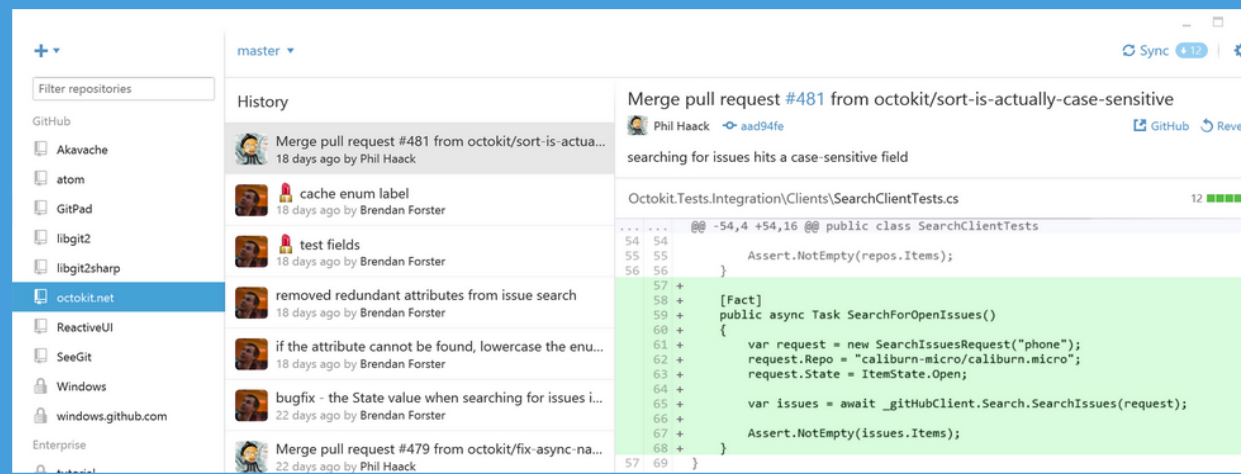 master
Sync 12
Filter repositories
GitHub
Akavache
atom
GitPad
libgit2
libgit2sharp
octokit.net
ReactiveUI
SeeGit
Windows
windows.github.com
Enterprise
History
Merge pull request #481 from octokit/sort-is-actua...
18 days ago by Phil Haack
cache enum label
18 days ago by Brendan Forster
test fields
18 days ago by Brendan Forster
removed redundant attributes from issue search
18 days ago by Brendan Forster
if the attribute cannot be found, lowercase the enu...
18 days ago by Brendan Forster
bugfix - the State value when searching for issues i...
22 days ago by Brendan Forster
Merge pull request #479 from octokit/fix-async-na...
22 days ago by Phil Haack
Merge pull request #481 from octokit/sort-is-actually-case-sensitive
Phil Haack aad94fe GitHub Reve
searching for issues hits a case-sensitive field
Octokit.Tests.Integration\Clients\SearchClientTests.cs 12
... ... @@ -54,4 +54,16 @@ public class SearchClientTests
54 54
55 55 Assert.NotEmpty(repos.Items);
56 56 }
57 +
58 + [Fact]
59 + public async Task SearchForOpenIssues()
60 + {
61 + var request = new SearchIssuesRequest("phone");
62 + request.Repo = "caliburn-micro/caliburn.micro";
63 + request.State = ItemState.Open;
64 +
65 + var issues = await _gitHubClient.Search.SearchIssues(request);
66 +
67 + Assert.NotEmpty(issues.Items);
68 + }
57 69 }